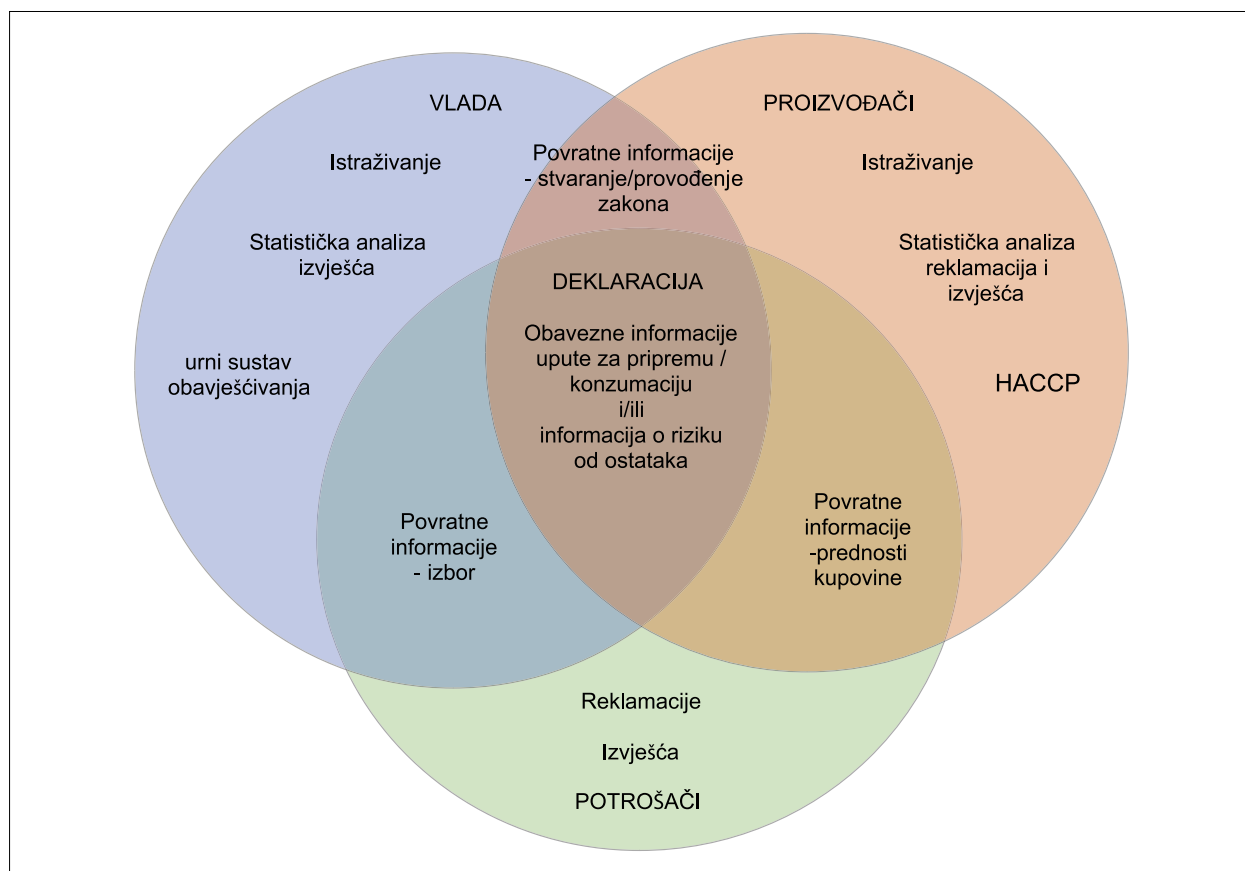 VLADA
Istraživanje
Statistička analiza
izvješća
urni sustav
obavješćivanja
Povratne informacije
- stvaranje/provođenje
zakona
PROIZVOĐAČI
Istraživanje
Statistička analiza
reklamacija i
izvješća
HACCP
DEKLARACIJA
Obavezne informacije
upute za pripremu /
konzumaciju
i/ili
informacija o riziku
od ostataka
Povratne
informacije
- izbor
Povratne
informacije
-prednosti
kupovine
Reklamacije
Izvješća
POTROŠAČI